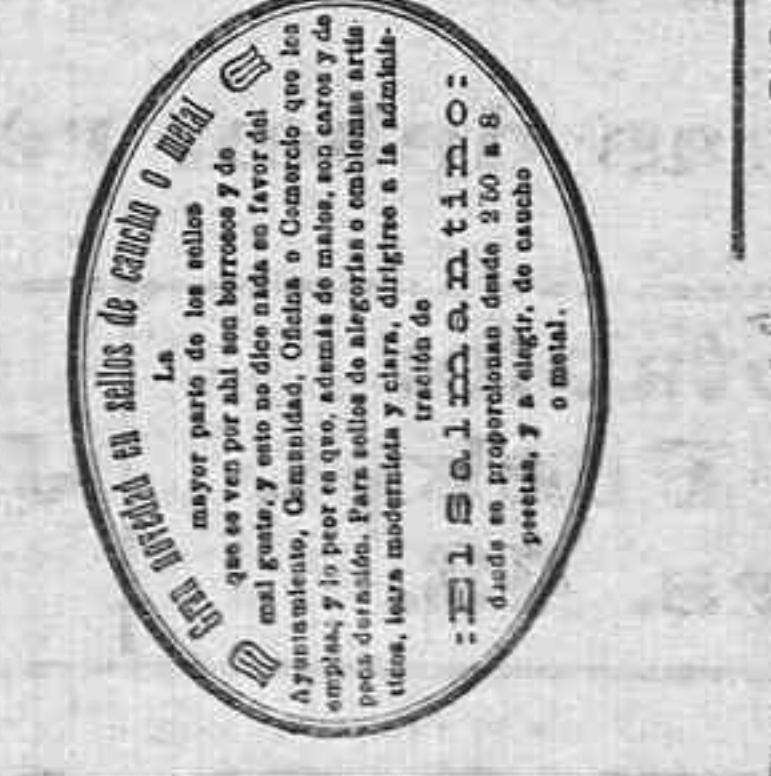 Gran novedad en sellos de caucho o metal
La
mayor parte de los sellos
que se ven por ahí son borrosos y de
mal gusto, y esto no dice nada en favor del
Ayuntamiento, Comunidad, Oficina o Comercio que los
emplea; y lo peor es que, además de malos, son caros y de
poca duración. Para sellos de alegorías o emblemas artís-
ticos, letra modernista y clara, dirigirse a la adminis-
tración de
:El Salmantino:
donde se proporcionan desde 2'50 a 8
pesetas, y a elegir, de caucho
o metal.